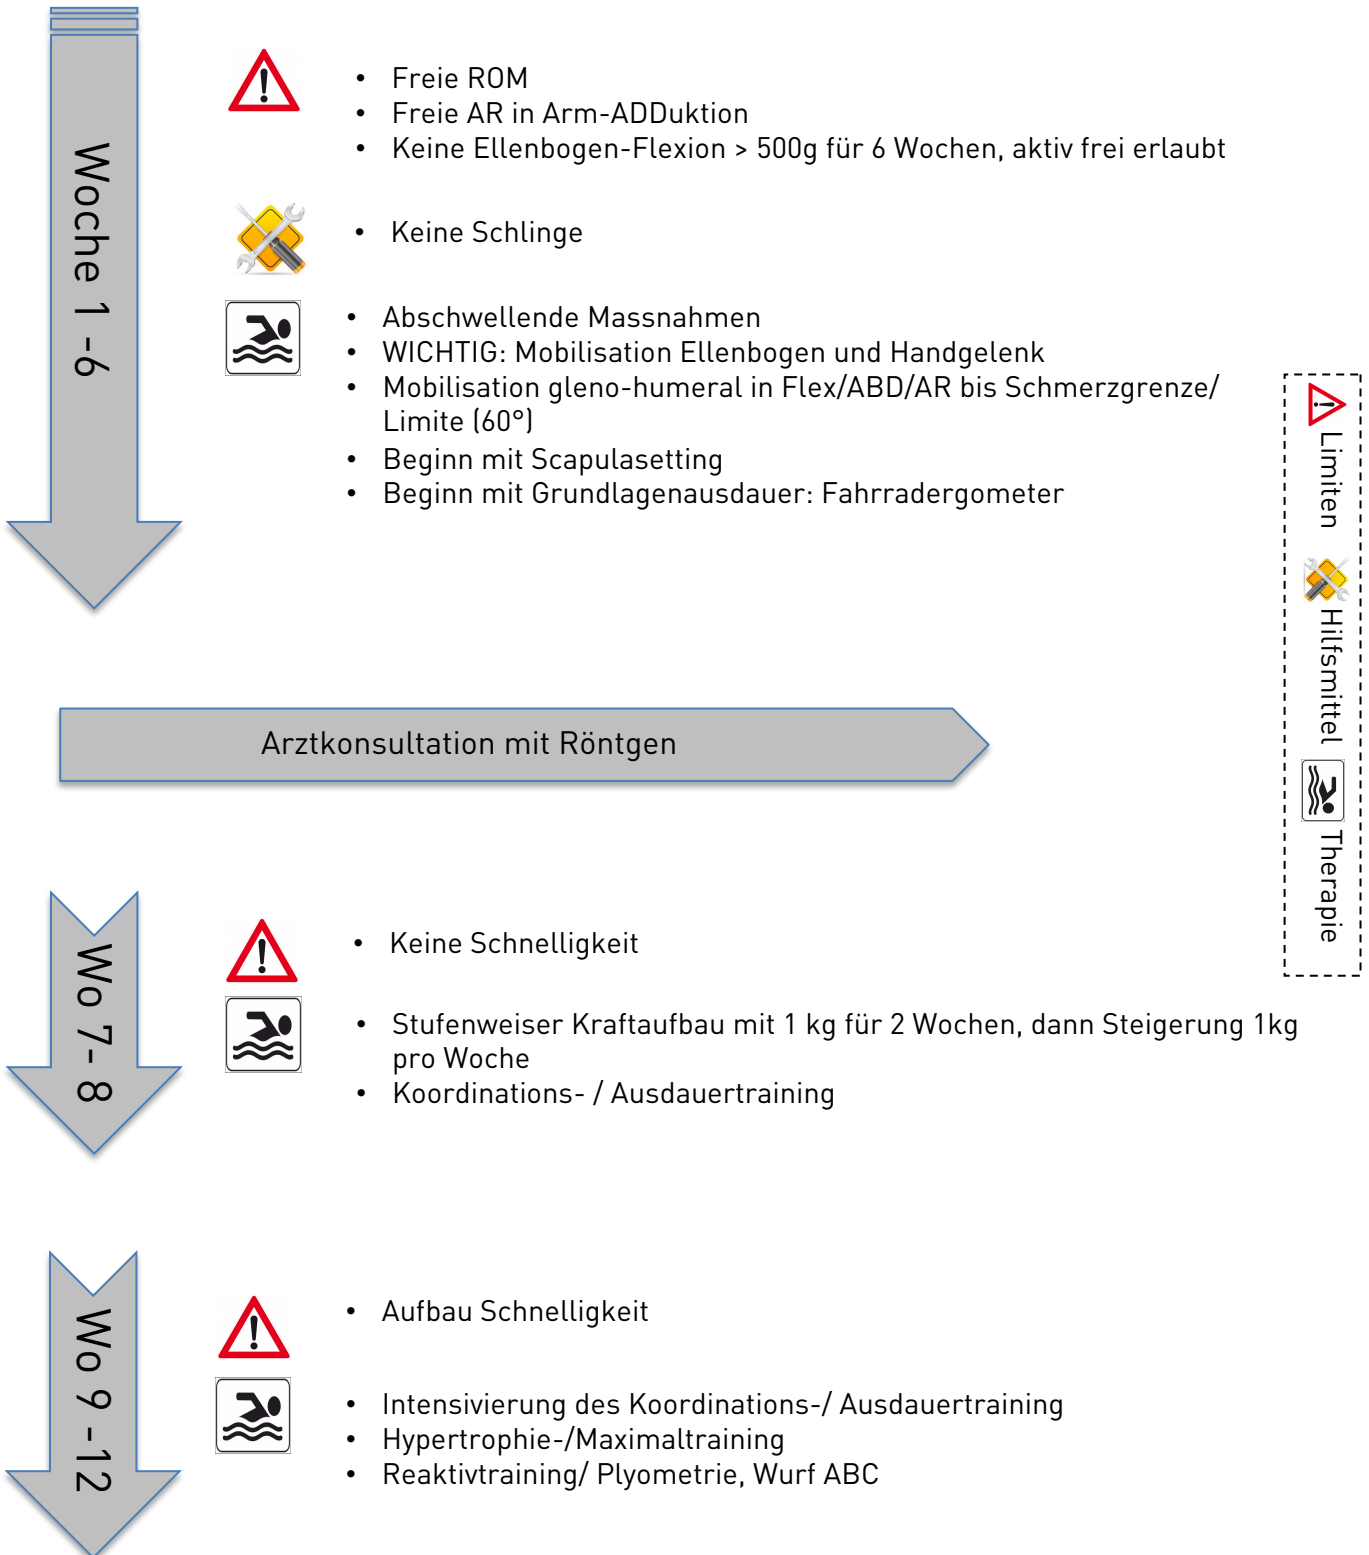 Woche 1 -6
• Freie ROM
• Freie AR in Arm-ADDuktion
• Keine Ellenbogen-Flexion > 500g für 6 Wochen, aktiv frei erlaubt
• Keine Schlinge
• Abschwellende Massnahmen
• WICHTIG: Mobilisation Ellenbogen und Handgelenk
• Mobilisation gleno-humeral in Flex/ABD/AR bis Schmerzgrenze/
Limite (60°)
• Beginn mit Scapulasetting
• Beginn mit Grundlagenausdauer: Fahrradergometer
Limiten Hilfsmittel Therapie
Arztkonsultation mit Röntgen
Wo 7- 8
• Keine Schnelligkeit
• Stufenweiser Kraftaufbau mit 1 kg für 2 Wochen, dann Steigerung 1kg
pro Woche
• Koordinations- / Ausdauertraining
Wo 9 -12
• Aufbau Schnelligkeit
• Intensivierung des Koordinations-/ Ausdauertraining
• Hypertrophie-/Maximaltraining
• Reaktivtraining/ Plyometrie, Wurf ABC